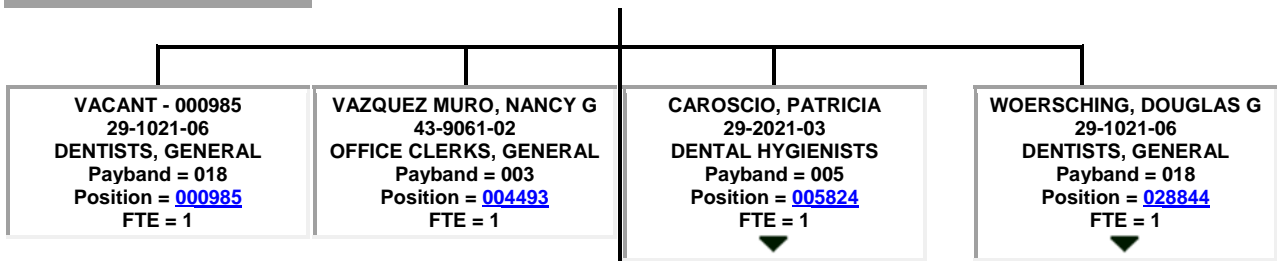 VACANT - 000985
29-1021-06
DENTISTS, GENERAL
Payband = 018
Position = 000985
FTE = 1
VAZQUEZ MURO, NANCY G
43-9061-02
OFFICE CLERKS, GENERAL
Payband = 003
Position = 004493
FTE = 1
CAROSCIO, PATRICIA
29-2021-03
DENTAL HYGIENISTS
Payband = 005
Position = 005824
FTE = 1
WOERSCHING, DOUGLAS G
29-1021-06
DENTISTS, GENERAL
Payband = 018
Position = 028844
FTE = 1